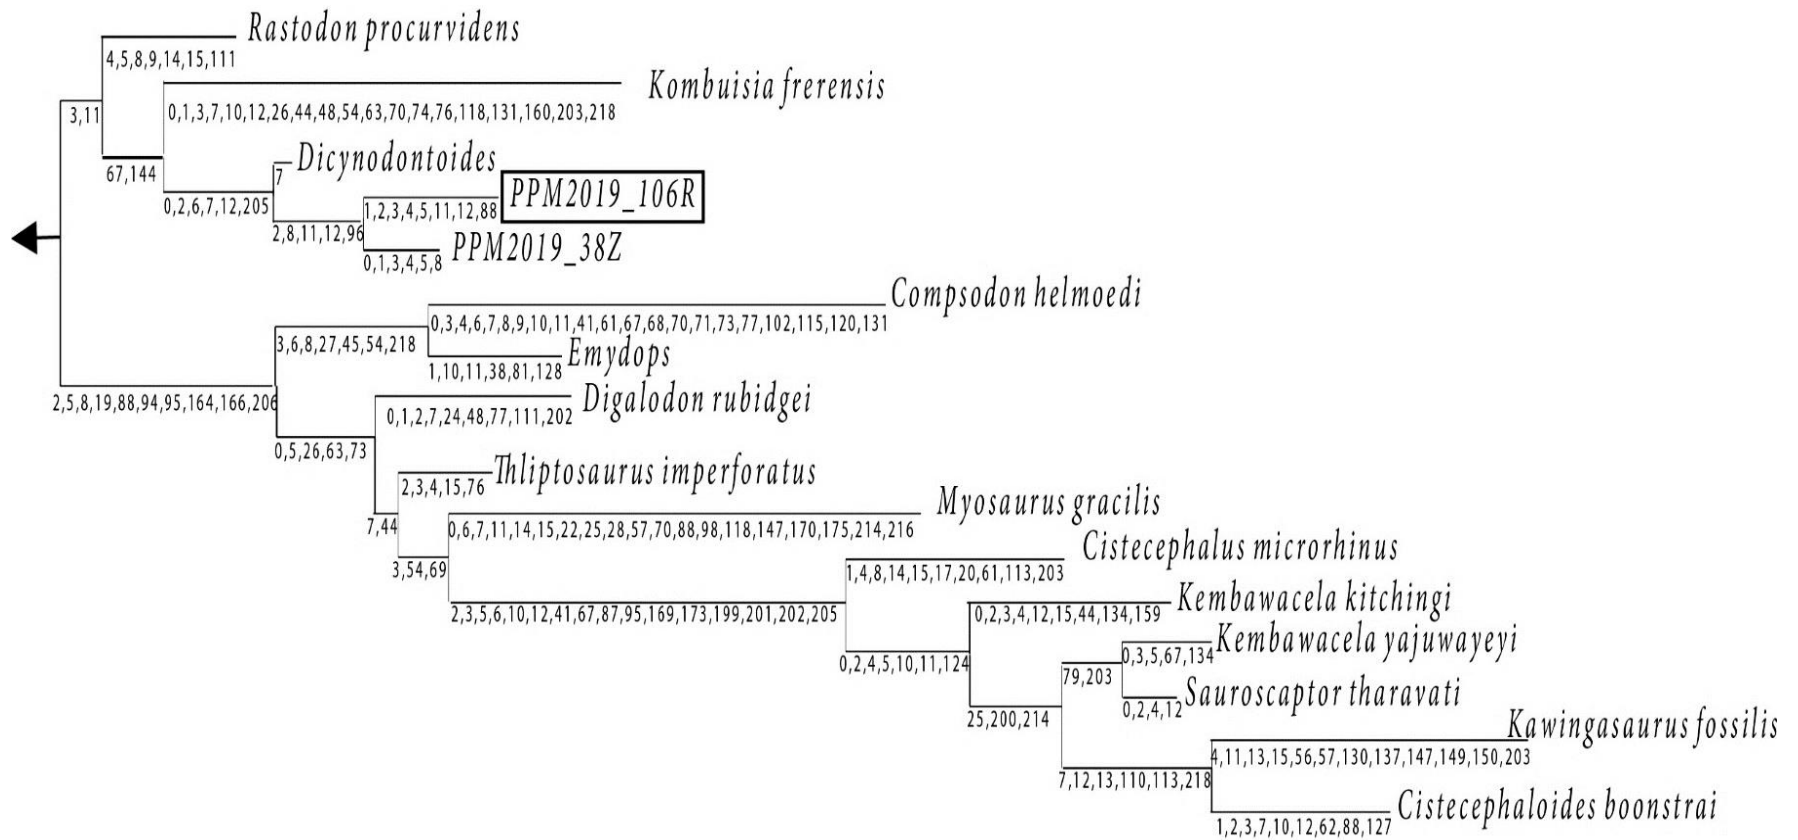 Rastodon procurvidens
4,5,8,9,14,15,111
Kombuisia frerensis
3,11
0,1,3,7,10,12,26,44,48,54,63,70,74,76,118,131,160,203,218
Dicynodontoides
67,144
7
PPM2019_106R
0,2,6,7,12,205
1,2,3,4,5,11,12,88
2,8,11,12,96
PPM2019_38Z
0,1,3,4,5,8
Compsodon helmoedi
0,3,4,6,7,8,9,10,11,41,61,67,68,70,71,73,77,102,115,120,131
3,6,8,27,45,54,218
Emydops
1,10,11,38,81,128
Digalodon rubidgei
2,5,8,19,88,94,95,164,166,206
0,1,2,7,24,48,77,111,202
0,5,26,63,73
Thliptosaurus imperforatus
2,3,4,15,76
Myosaurus gracilis
7,44
0,6,7,11,14,15,22,25,28,57,70,88,98,118,147,170,175,214,216
Cistecephalus microrhinus
3,54,69
1,4,8,14,15,17,20,61,113,203
Kembawacela kitchingi
2,3,5,6,10,12,41,67,87,95,169,173,199,201,202,205
0,2,3,4,12,15,44,134,159
Kembawacela yajuwayeyi
0,2,4,5,10,11,124
0,3,5,67,134
79,203
Sauroscaptor tharavati
0,2,4,12
25,200,214
Kawingasaurus fossilis
4,11,13,15,56,57,130,137,147,149,150,203
7,12,13,110,113,218
Cistecephaloides boonstrai
1,2,3,7,10,12,62,88,127